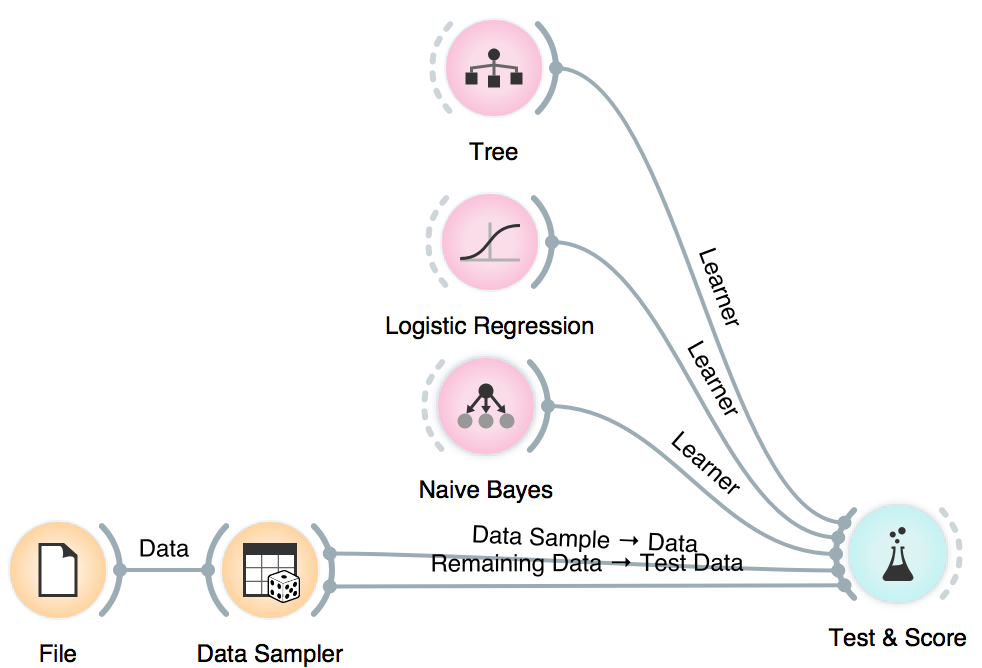 Tree
Learner
Logistic Regression
Learner
Learner
Naive Bayes
Data
Data Sample → Data
Remaining Data → Test Data
File
Data Sampler
Test & Score